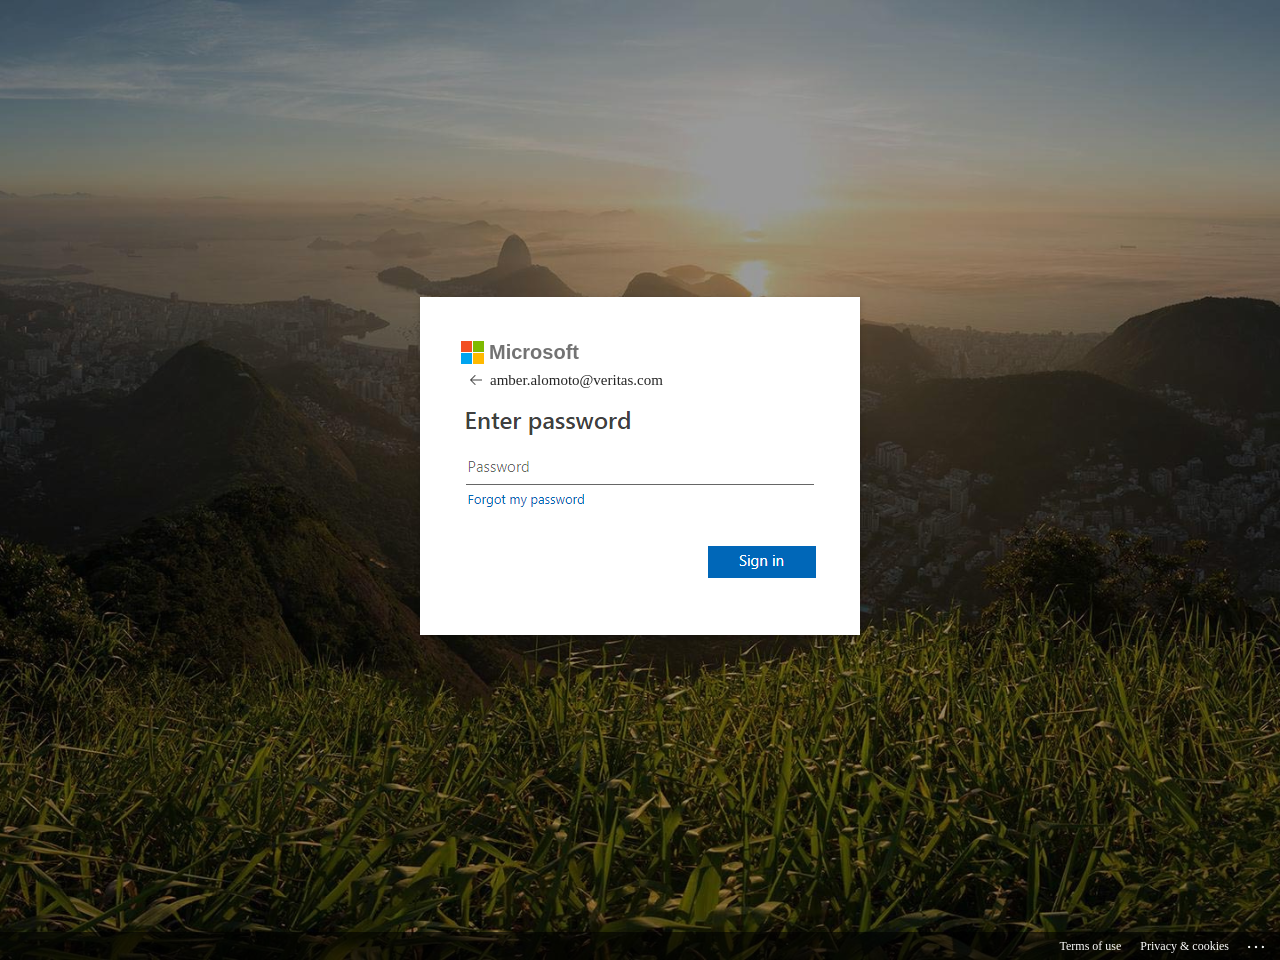 Microsoft
amber.alomoto@veritas.com
Enter password
Password
Forgot my password
Sign in
Terms of use Privacy & cookies ...